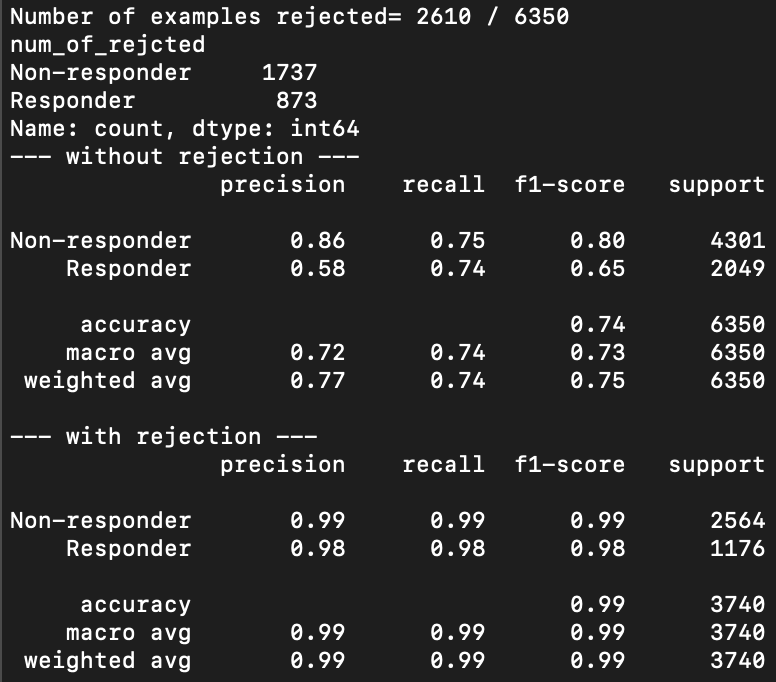 Number of examples rejected= 2610 / 6350
num_of_rejcted
Non-responder     1737
Responder          873
Name: count, dtype: int64
--- without rejection ---
               precision    recall  f1-score   support

Non-responder       0.86      0.75      0.80      4301
    Responder       0.58      0.74      0.65      2049

     accuracy                           0.74      6350
    macro avg       0.72      0.74      0.73      6350
 weighted avg       0.77      0.74      0.75      6350

--- with rejection ---
               precision    recall  f1-score   support

Non-responder       0.99      0.99      0.99      2564
    Responder       0.98      0.98      0.98      1176

     accuracy                           0.99      3740
    macro avg       0.99      0.99      0.99      3740
 weighted avg       0.99      0.99      0.99      3740